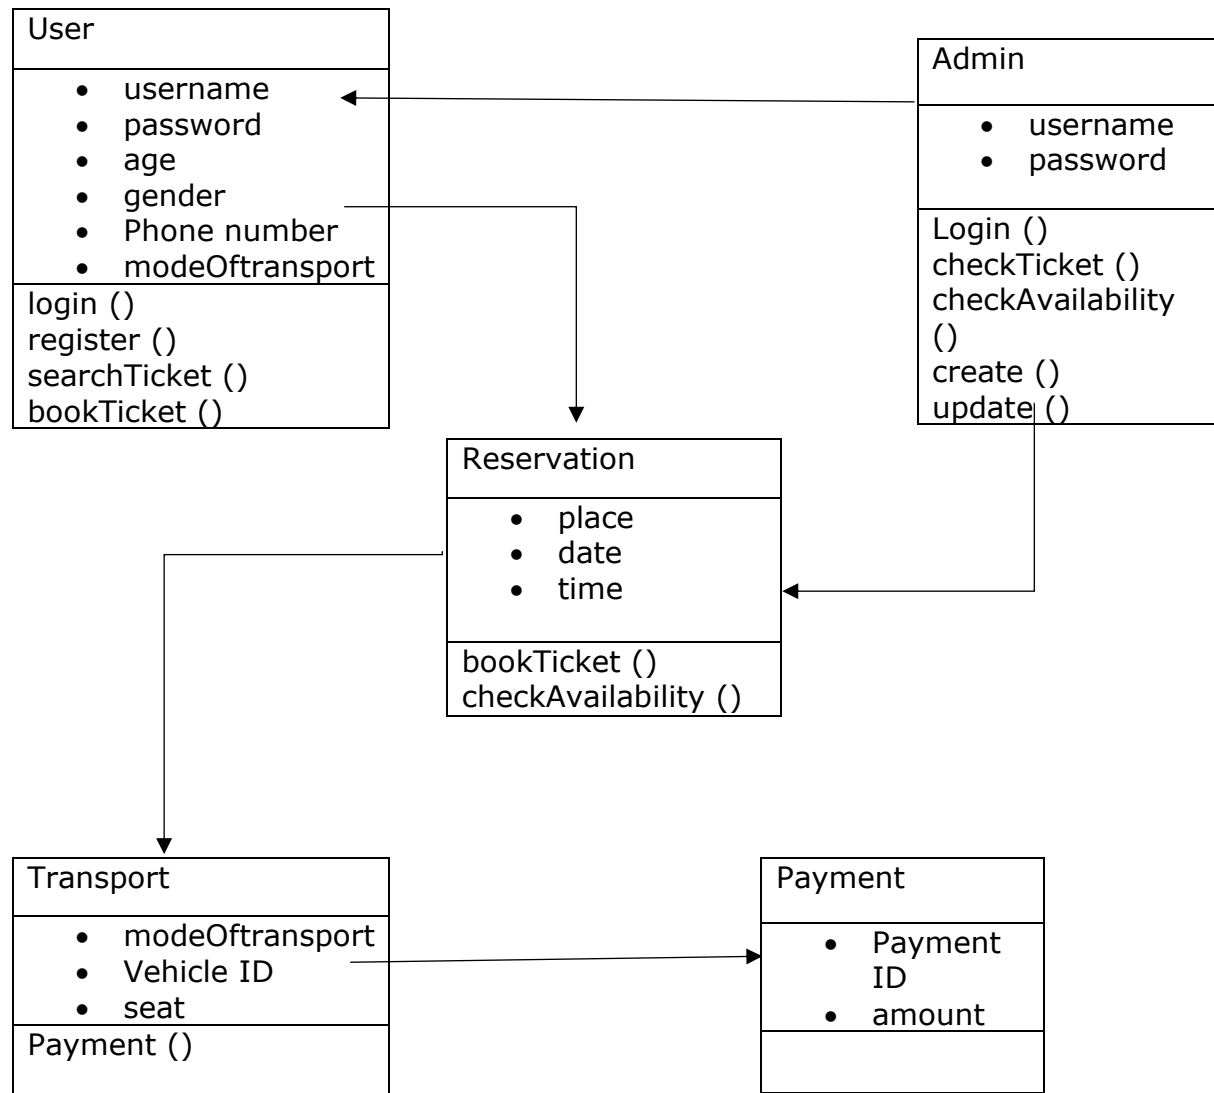 User
username
password
age
gender
Phone number
modeOftransport
login ()
register ()
searchTicket ()
bookTicket ()
Admin
username
password
Login ()
checkTicket ()
checkAvailability
()
create ()
update ()
Reservation
place
date
time
bookTicket ()
checkAvailability ()
Transport
modeOftransport
Vehicle ID
seat
Payment ()
Payment
Payment
ID
amount